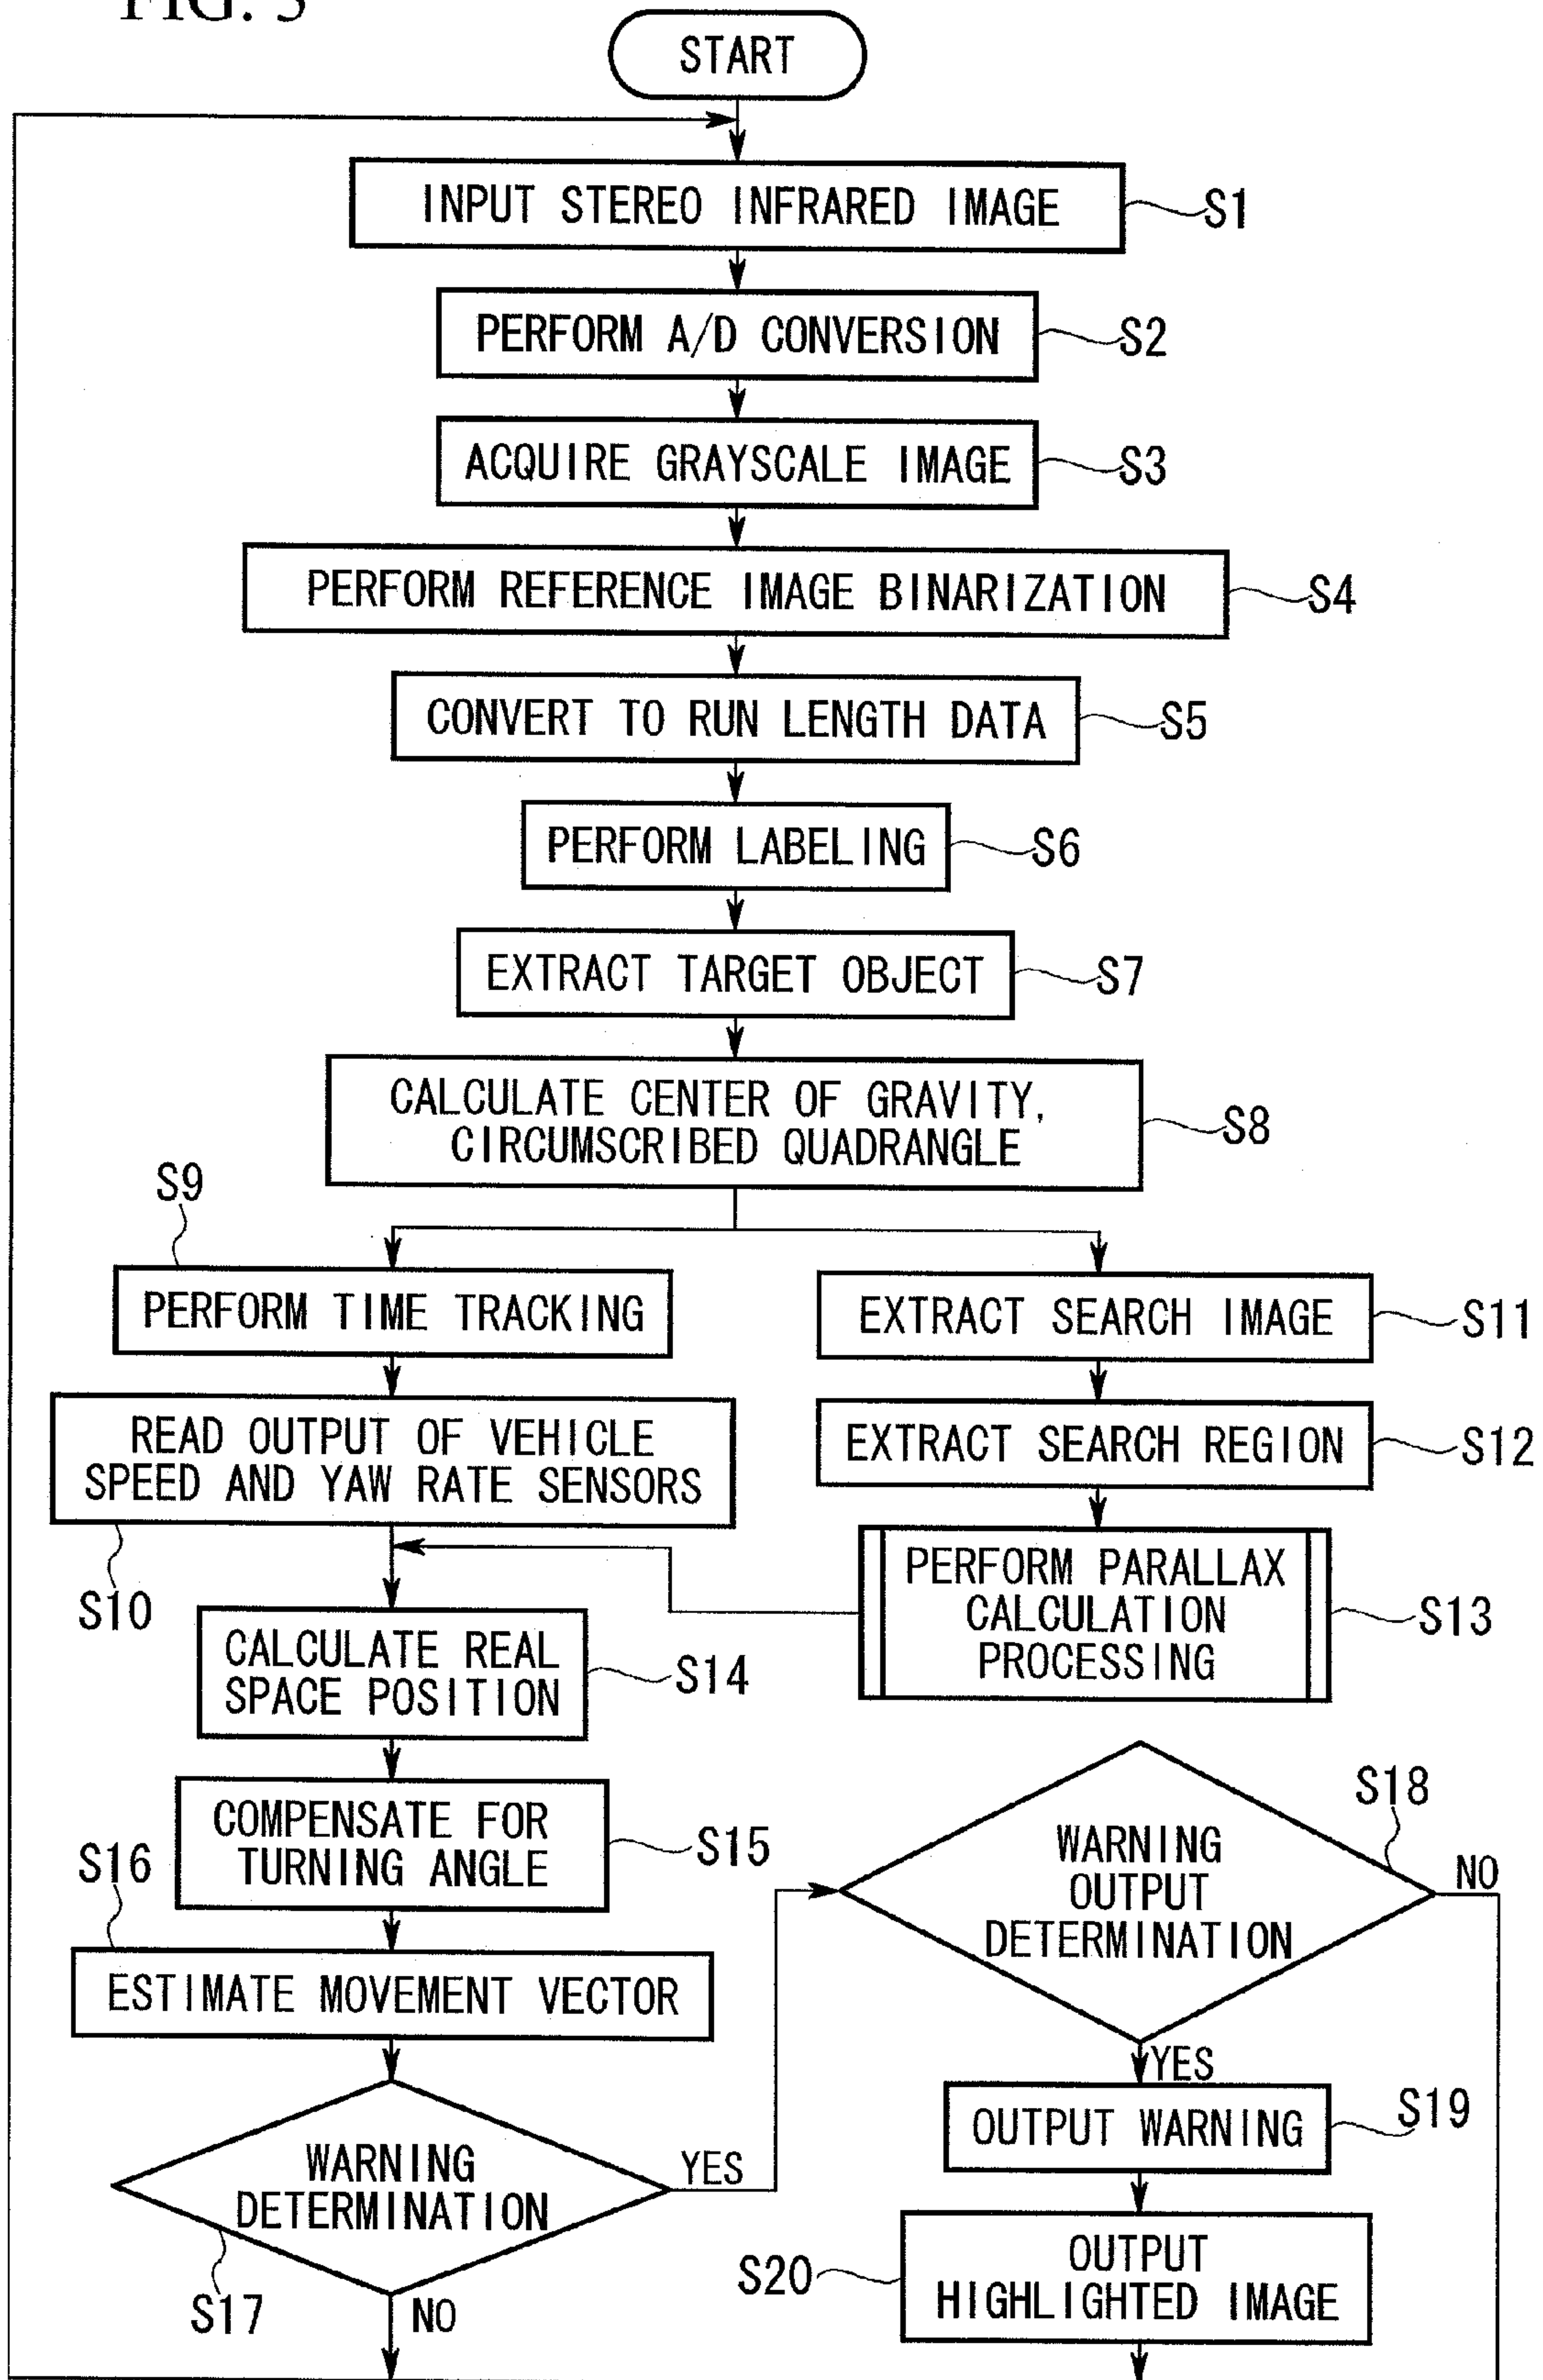 FIG. 3
START
INPUT STEREO INFRARED IMAGE
S1
PERFORM A/D CONVERSION
S2
ACQUIRE GRAYSCALE IMAGE
S3
PERFORM REFERENCE IMAGE BINARIZATION
S4
CONVERT TO RUN LENGTH DATA
S5
PERFORM LABELING
S6
EXTRACT TARGET OBJECT
S7
CALCULATE CENTER OF GRAVITY,
CIRCUMSCRIBED QUADRANGLE
S8
S9
PERFORM TIME TRACKING
READ OUTPUT OF VEHICLE
SPEED AND YAW RATE SENSORS
S10
EXTRACT SEARCH IMAGE
S11
EXTRACT SEARCH REGION
S12
PERFORM PARALLAX
CALCULATION
PROCESSING
S13
CALCULATE REAL
SPACE POSITION
S14
COMPENSATE FOR
TURNING ANGLE
S15
S16
ESTIMATE MOVEMENT VECTOR
WARNING
DETERMINATION
YES
S17
NO
S18
WARNING
OUTPUT
DETERMINATION
NO
YES
OUTPUT WARNING
S19
S20
OUTPUT
HIGHLIGHTED IMAGE